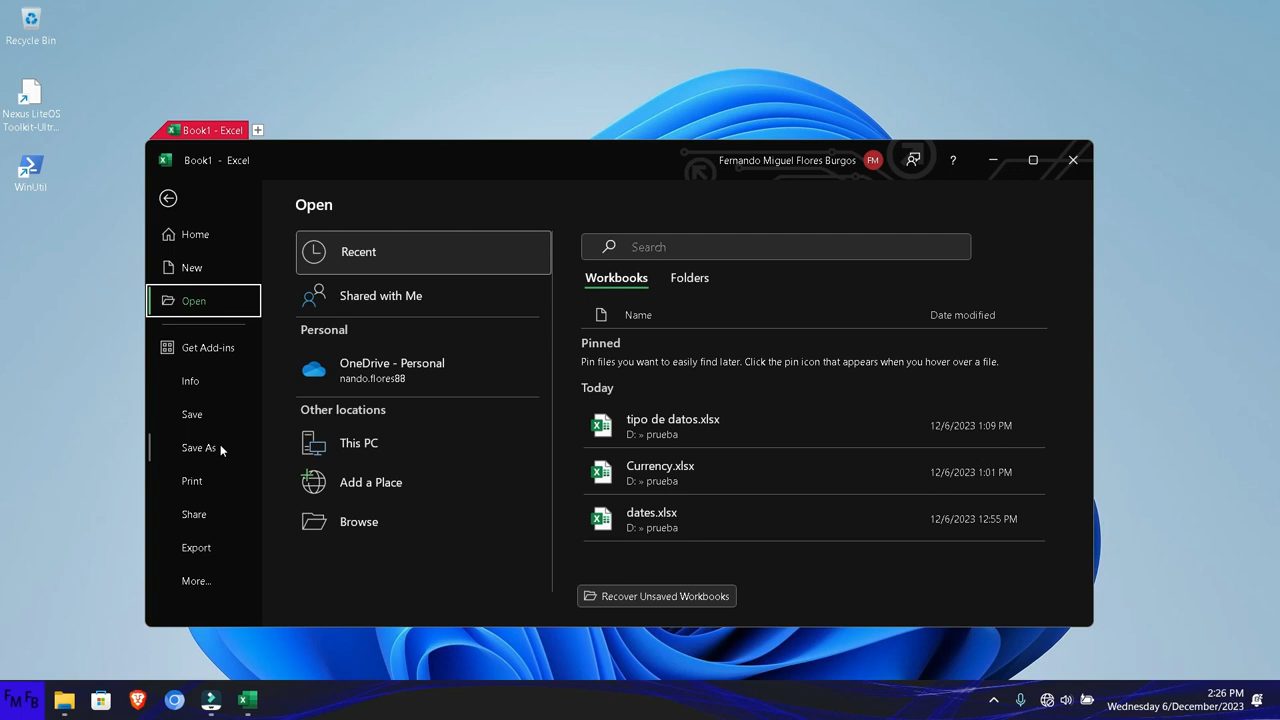 Recycle Bin
Nexus LiteOS
Toolkit-Ultr...
WinUtil
Book1 - Excel
Book1 - Excel
Fernando Miguel Flores Burgos
FM
?
Home
New
Open
Get Add-ins
Info
Save
Save As
Print
Share
Export
More...
Open
Recent
Shared with Me
Personal
OneDrive - Personal
nando.flores88
Other locations
This PC
Add a Place
Browse
Search
Workbooks Folders
Name Date modified
Pinned
Pin files you want to easily find later. Click the pin icon that appears when you hover over a file.
Today
tipo de datos.xlsx
D: » prueba
12/6/2023 1:09 PM
Currency.xlsx
D: » prueba
12/6/2023 1:01 PM
dates.xlsx
D: » prueba
12/6/2023 12:55 PM
Recover Unsaved Workbooks
FM FB
2:26 PM
Wednesday 6/December/2023